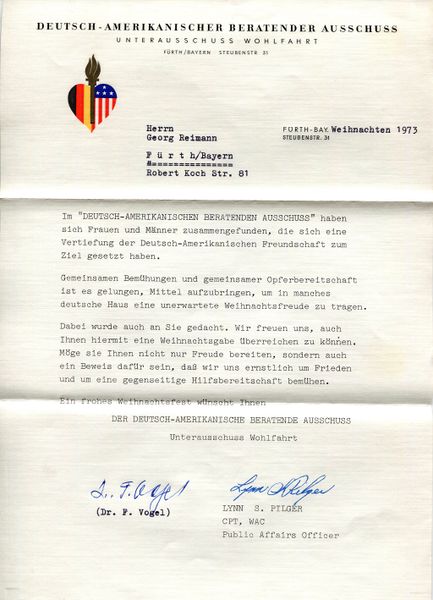 DEUTSCH-AMERIKANISCHER BERATENDER AUSSCHUSS
UNTERAUSSCHUSS WOHLFAHRT
FÜRTH/BAYERN STEUBENSTR. 31
Herrn
Georg Reimann
FÜRTH-BAY. Weihnachten 1973
STEUBENSTR. 31
F ü r t h/Bayern
===============
Robert Koch Str. 81
Im "DEUTSCH-AMERIKANISCHEN BERATENDEN AUSSCHUSS" haben
sich Frauen und Männer zusammengefunden, die sich eine
Vertiefung der Deutsch-Amerikanischen Freundschaft zum
Ziel gesetzt haben.
Gemeinsamen Bemühungen und gemeinsamer Opferbereitschaft
ist es gelungen, Mittel aufzubringen, um in manches
deutsche Haus eine unerwartete Weihnachtsfreude zu tragen.
Dabei wurde auch an Sie gedacht. Wir freuen uns, auch
Ihnen hiermit eine Weihnachtsgabe überreichen zu können.
Möge sie Ihnen nicht nur Freude bereiten, sondern auch
ein Beweis dafür sein, daß wir uns ernstlich um Frieden
und um eine gegenseitige Hilfsbereitschaft bemühen.
Ein frohes Weihnachtsfest wünscht Ihnen
DER DEUTSCH-AMERIKANISCHE BERATENDE AUSSCHUSS
Unterausschuss Wohlfahrt
Dr. F. Vogel
Lynn S Pilger
(Dr. F. Vogel)
LYNN S. PILGER
CPT, WAC
Public Affairs Officer